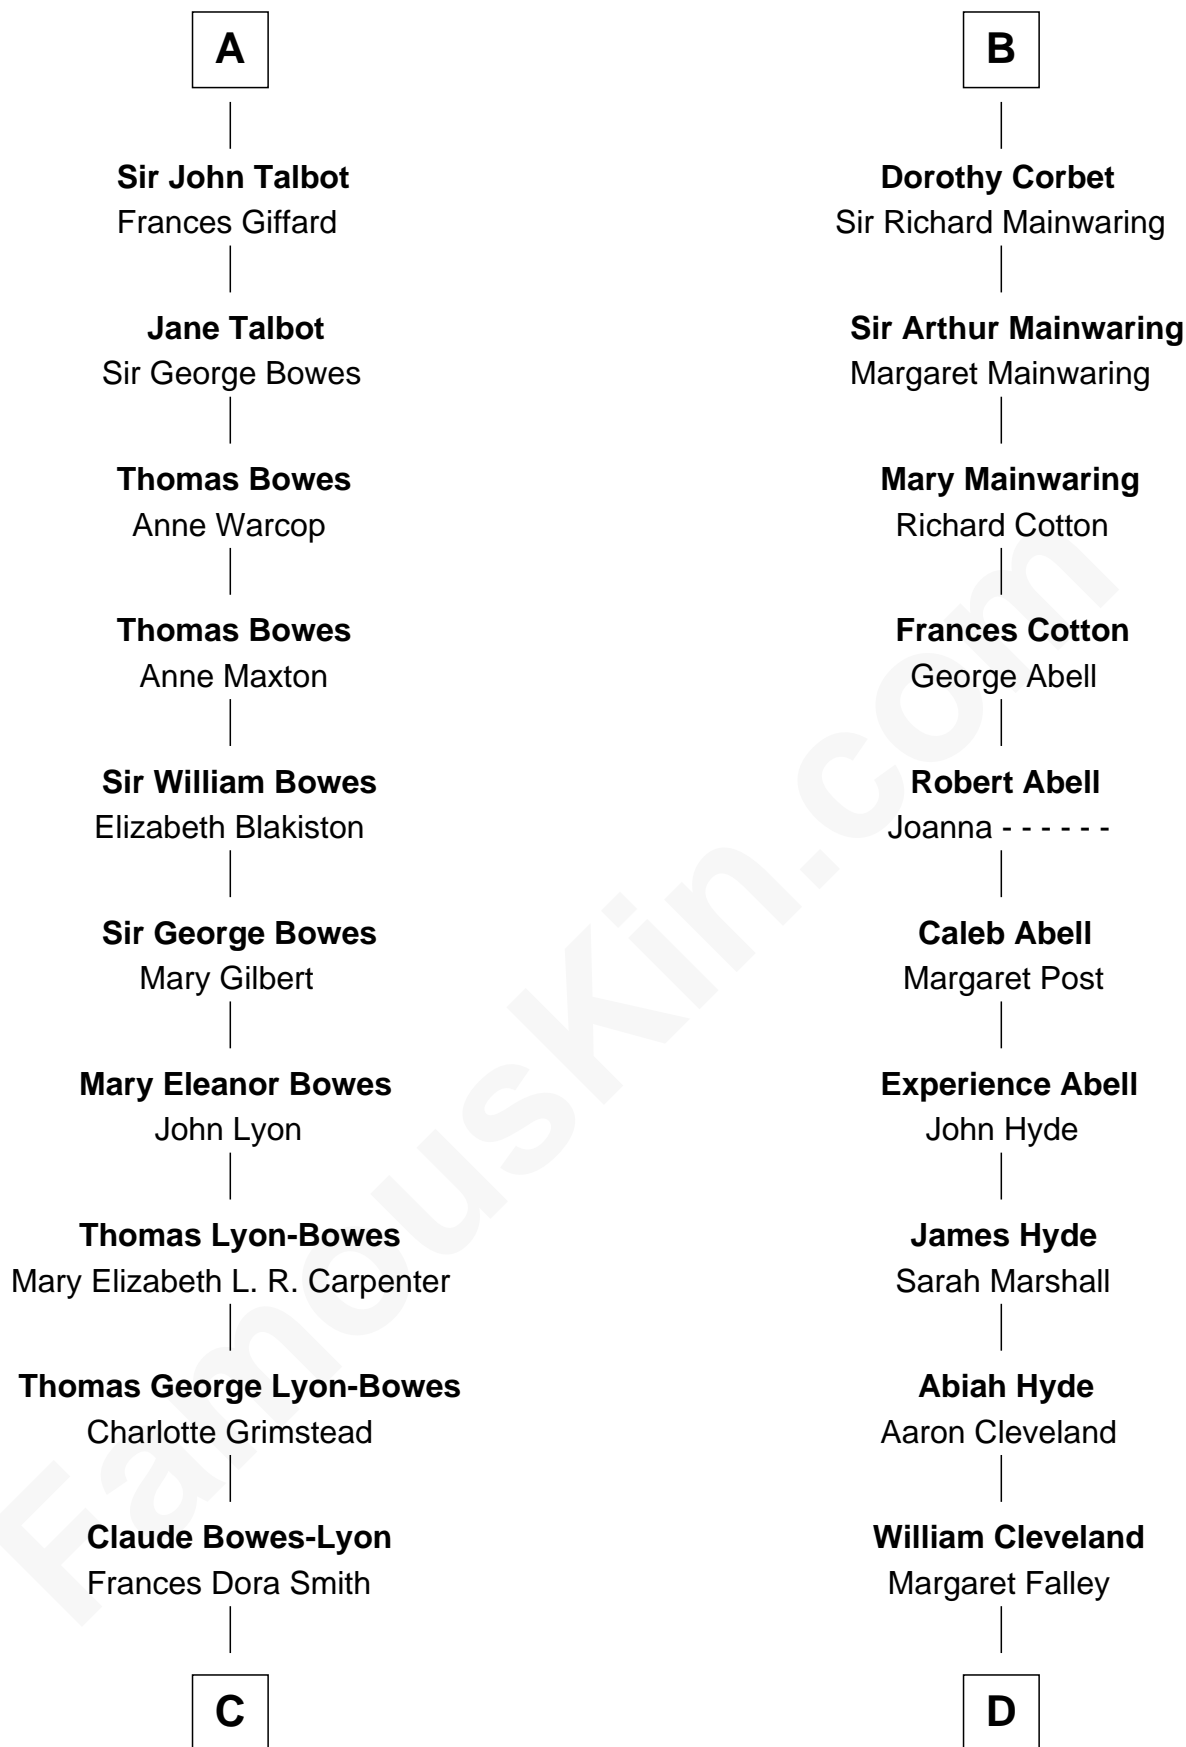 A
Sir John Talbot
Frances Giffard
Jane Talbot
Sir George Bowes
Thomas Bowes
Anne Warcop
Thomas Bowes
Anne Maxton
Sir William Bowes
Elizabeth Blakiston
Sir George Bowes
Mary Gilbert
Mary Eleanor Bowes
John Lyon
Thomas Lyon-Bowes
Mary Elizabeth L. R. Carpenter
Thomas George Lyon-Bowes
Charlotte Grimstead
Claude Bowes-Lyon
Frances Dora Smith
C
B
Dorothy Corbet
Sir Richard Mainwaring
Sir Arthur Mainwaring
Margaret Mainwaring
Mary Mainwaring
Richard Cotton
Frances Cotton
George Abell
Robert Abell
Joanna - - - - - -
Caleb Abell
Margaret Post
Experience Abell
John Hyde
James Hyde
Sarah Marshall
Abiah Hyde
Aaron Cleveland
William Cleveland
Margaret Falley
D
FamousKin.com